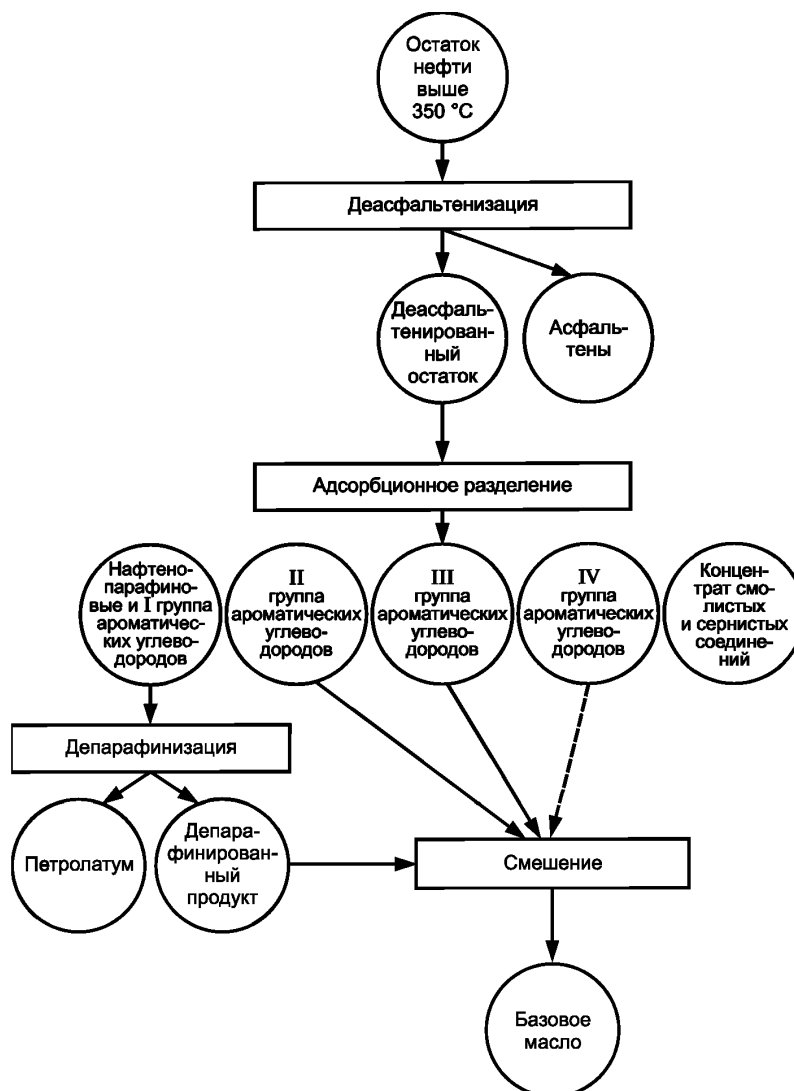 Остаток
нефти
выше
350 °С
Деасфальтенизация
Деасфаль-
тенирован-
ный
остаток
Асфаль-
тены
Адсорбционное разделение
Нафтено-
парафино-
вые и I группа
ароматичес-
ких углево-
дородов
II
группа
ароматических
углево-
дородов
III
группа
ароматических
углево-
дородов
IV
группа
ароматических
углево-
дородов
Концен-
трат смо-
листых
и сернистых
соедине-
ний
Депарафинизация
Петролатум
Депара-
финирован-
ный
продукт
Смешение
Базовое
масло